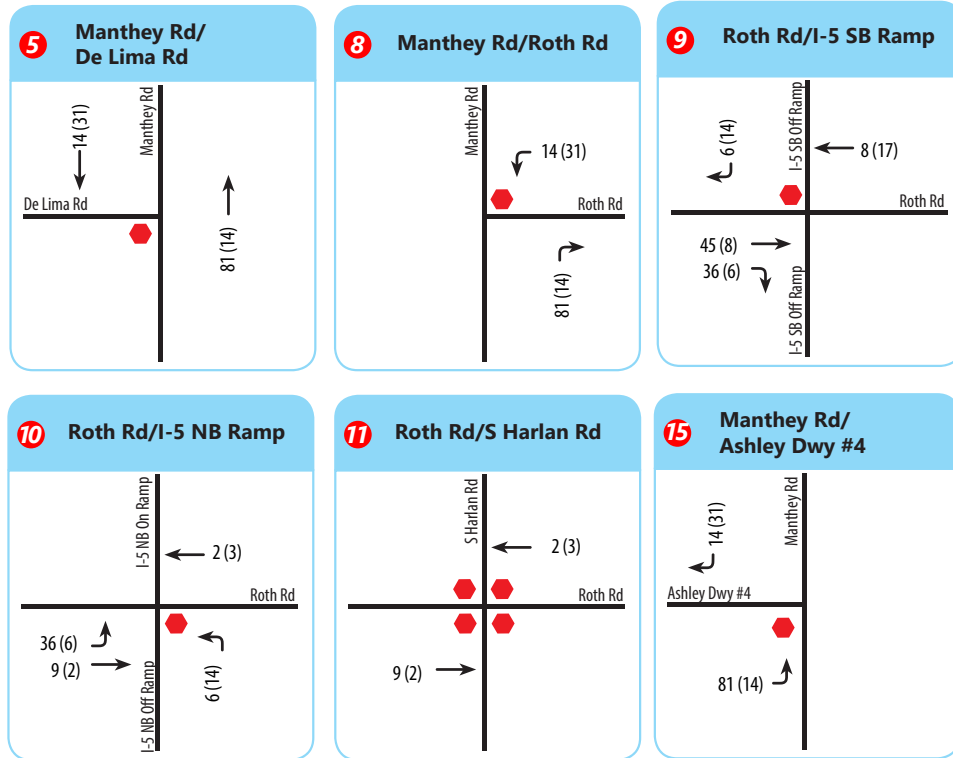 5
Manthey Rd/
De Lima Rd
Manthey Rd
14 (31)
De Lima Rd
81 (14)
8
Manthey Rd/Roth Rd
Manthey Rd
14 (31)
Roth Rd
81 (14)
9
Roth Rd/I-5 SB Ramp
I-5 SB Off Ramp
6 (14)
8 (17)
Roth Rd
45 (8)
36 (6)
I-5 SB Off Ramp
10
Roth Rd/I-5 NB Ramp
I-5 NB On Ramp
2 (3)
Roth Rd
36 (6)
9 (2)
6 (14)
I-5 NB Off Ramp
11
Roth Rd/S Harlan Rd
S Harlan Rd
2 (3)
Roth Rd
9 (2)
15
Manthey Rd/
Ashley Dwy #4
Manthey Rd
14 (31)
Ashley Dwy #4
81 (14)